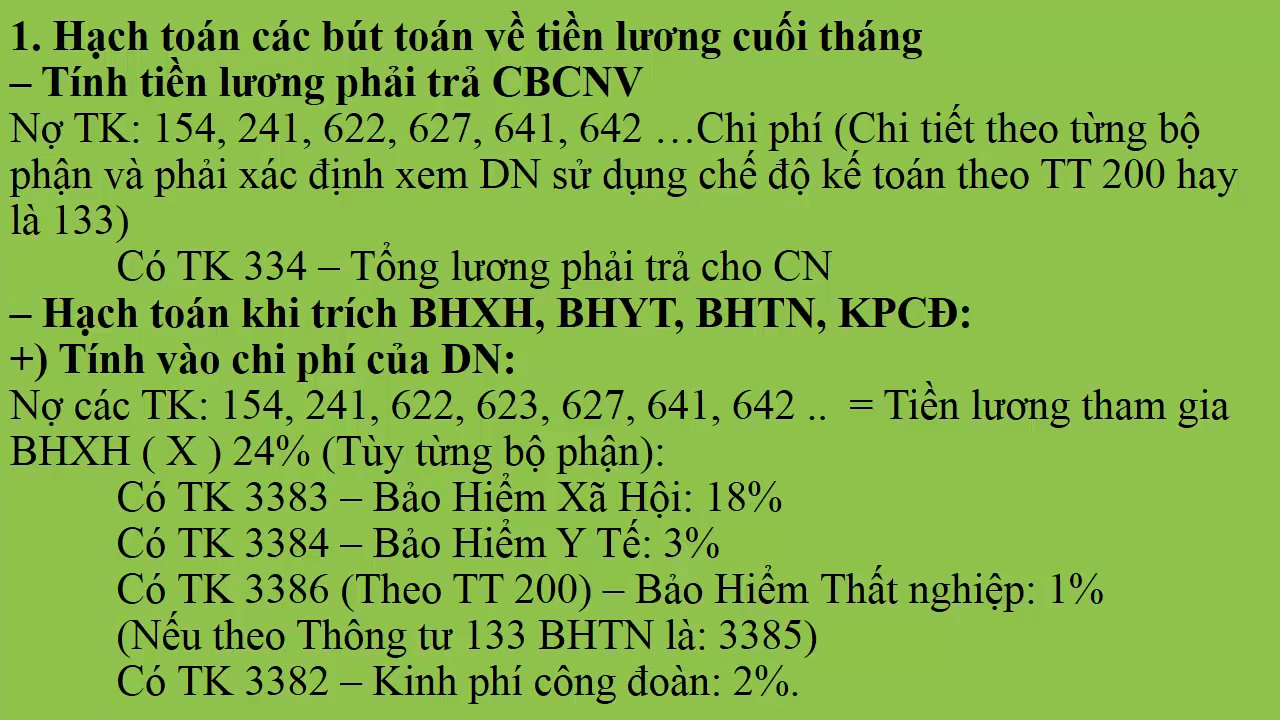 1. Hạch toán các bút toán về tiền lương cuối tháng
– Tính tiền lương phải trả CBCNV
Nợ TK: 154, 241, 622, 627, 641, 642 …Chi phí (Chi tiết theo từng bộ
phận và phải xác định xem DN sử dụng chế độ kế toán theo TT 200 hay
là 133)
Có TK 334 – Tổng lương phải trả cho CN
– Hạch toán khi trích BHXH, BHYT, BHTN, KPCĐ:
+) Tính vào chi phí của DN:
Nợ các TK: 154, 241, 622, 623, 627, 641, 642 .. = Tiền lương tham gia
BHXH ( X ) 24% (Tùy từng bộ phận):
Có TK 3383 – Bảo Hiểm Xã Hội: 18%
Có TK 3384 – Bảo Hiểm Y Tế: 3%
Có TK 3386 (Theo TT 200) – Bảo Hiểm Thất nghiệp: 1%
(Nếu theo Thông tư 133 BHTN là: 3385)
Có TK 3382 – Kinh phí công đoàn: 2%.